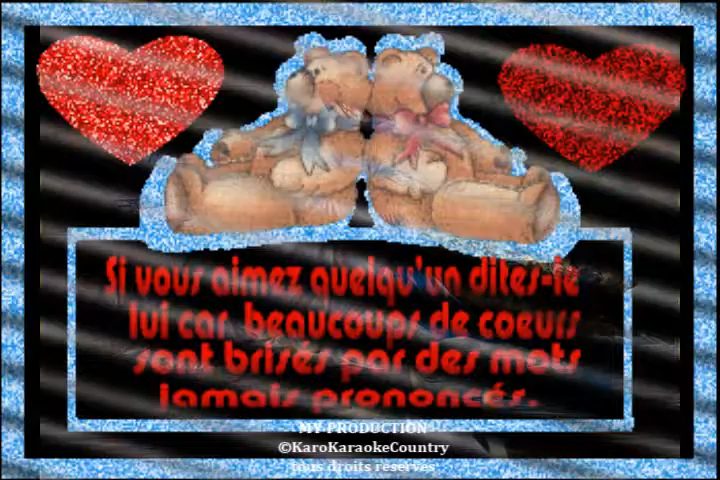 Si vous aimez quelqu'un dites-le
lui car beaucoups de coeurs
sont brisés par des mots
jamais prononcés.
MY PRODUCTION
©KaroKaraokeCountry
tous droits reserves